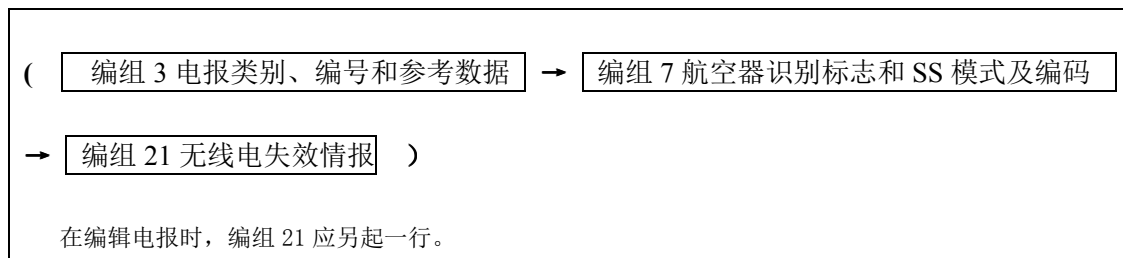 ( 编组 3 电报类别、编号和参考数据 → 编组 7 航空器识别标志和 SS 模式及编码
→ 编组 21 无线电失效情报 )
在编辑电报时，编组 21 应另起一行。